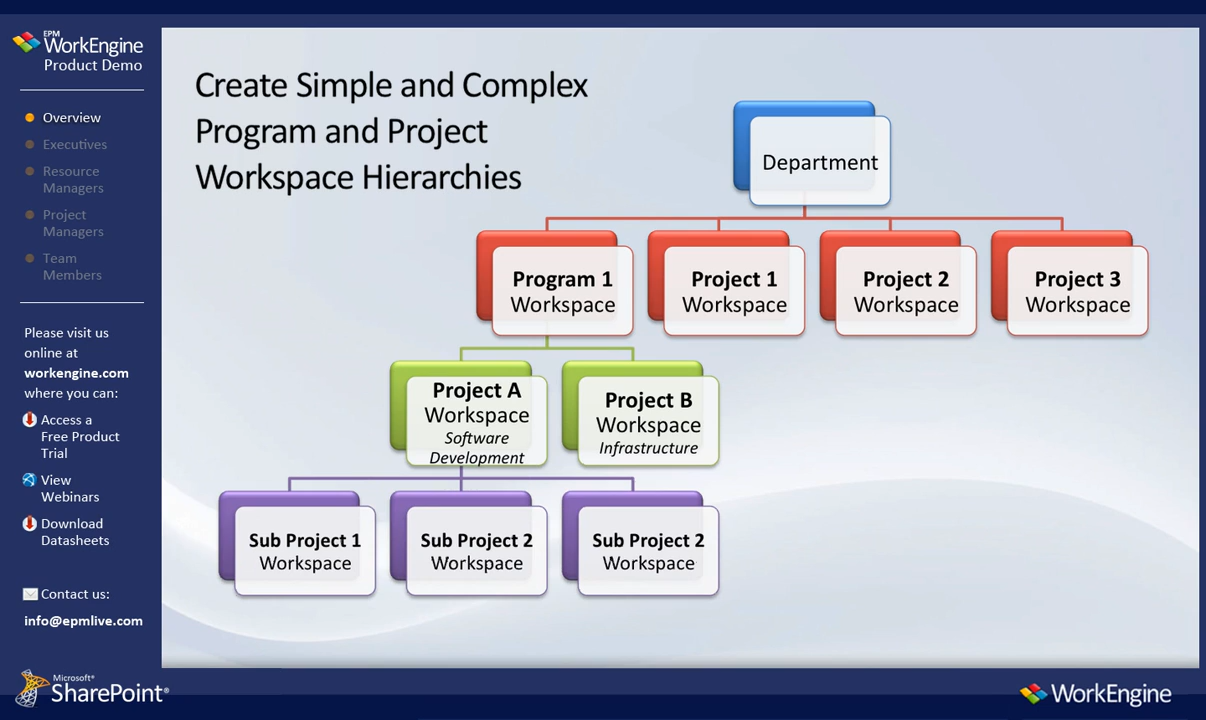 EPM
WorkEngine
Product Demo
Overview
Executives
Resource
Managers
Project
Managers
Team
Members
Please visit us
online at
workengine.com
where you can:
Access a
Free Product
Trial
View
Webinars
Download
Datasheets
Contact us:
info@epmlive.com
Create Simple and Complex
Program and Project
Workspace Hierarchies
Department
Program 1
Workspace
Project 1
Workspace
Project 2
Workspace
Project 3
Workspace
Project A
Workspace
Software
Development
Project B
Workspace
Infrastructure
Sub Project 1
Workspace
Sub Project 2
Workspace
Sub Project 2
Workspace
Microsoft®
SharePoint®
WorkEngine